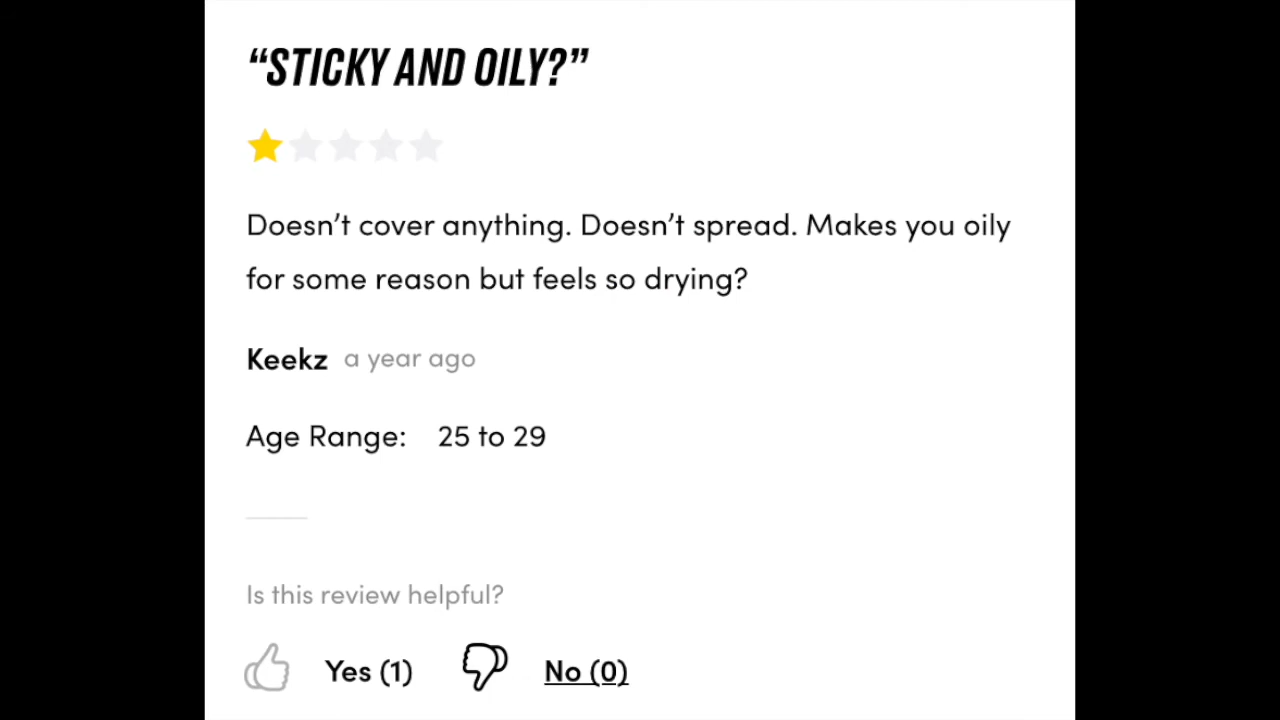 “STICKY AND OILY?”
Doesn’t cover anything. Doesn’t spread. Makes you oily
for some reason but feels so drying?
Keekz a year ago
Age Range: 25 to 29
Is this review helpful?
Yes (1) No (0)